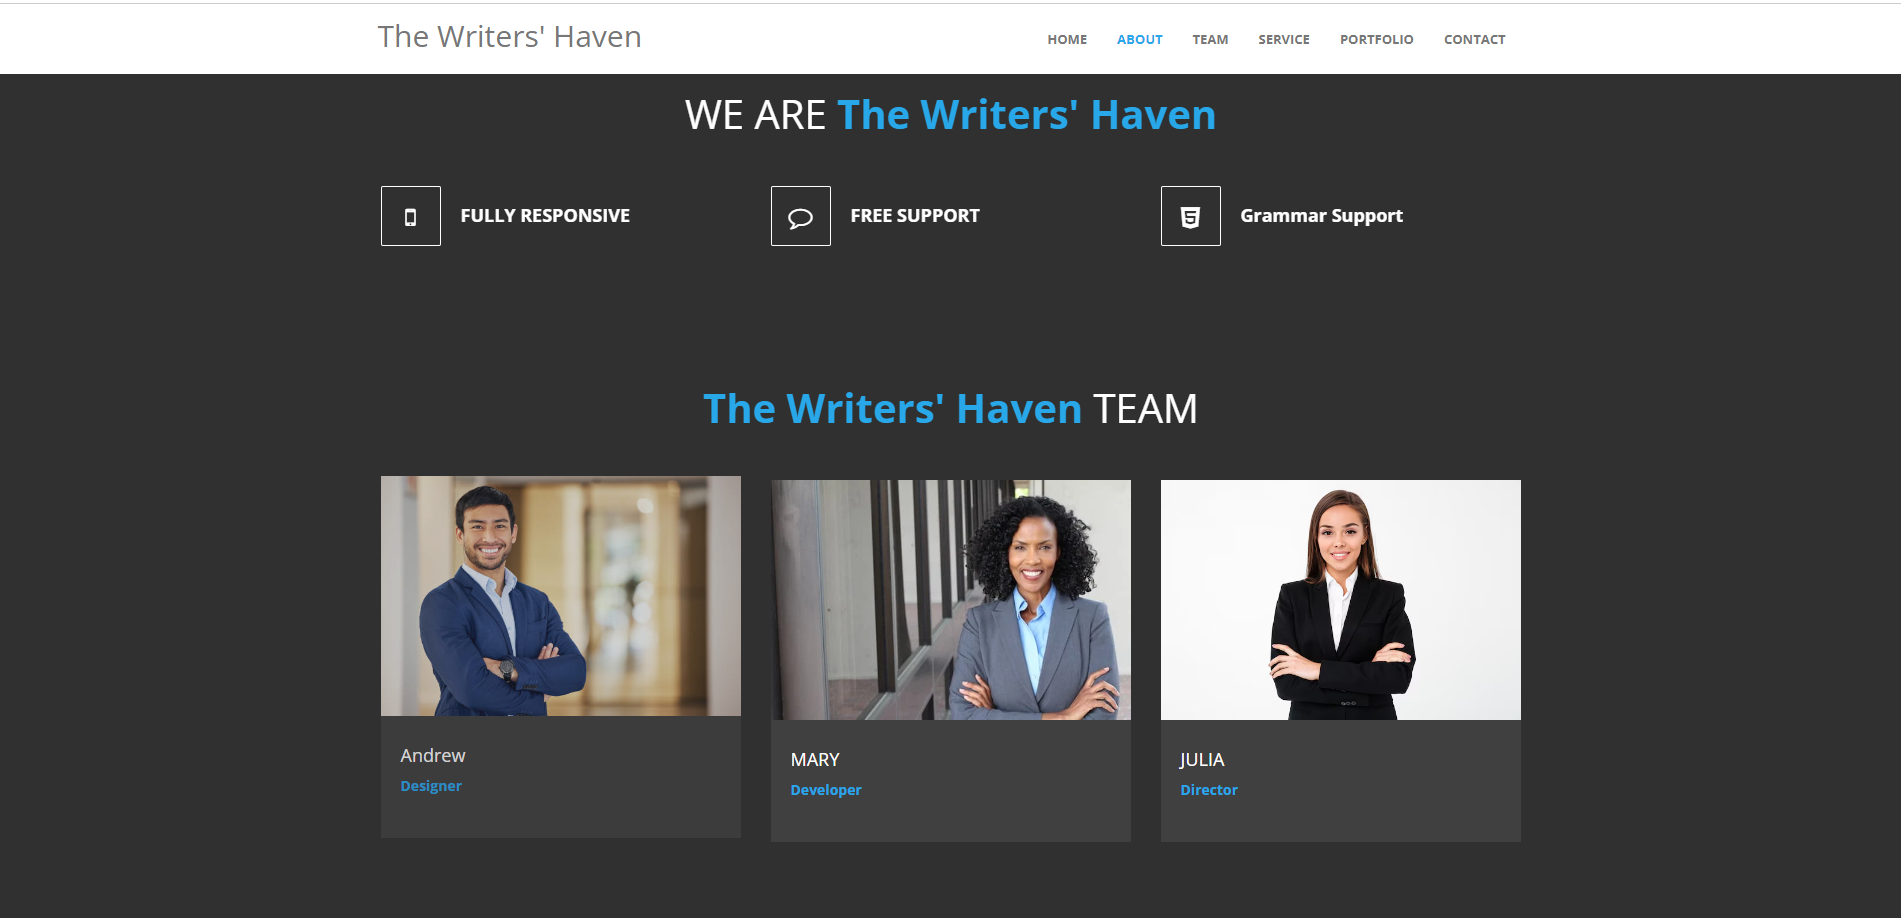 The Writers' Haven
HOME ABOUT TEAM SERVICE PORTFOLIO CONTACT
WE ARE The Writers' Haven
FULLY RESPONSIVE
FREE SUPPORT
Grammar Support
The Writers' Haven TEAM
Andrew
Designer
MARY
Developer
JULIA
Director